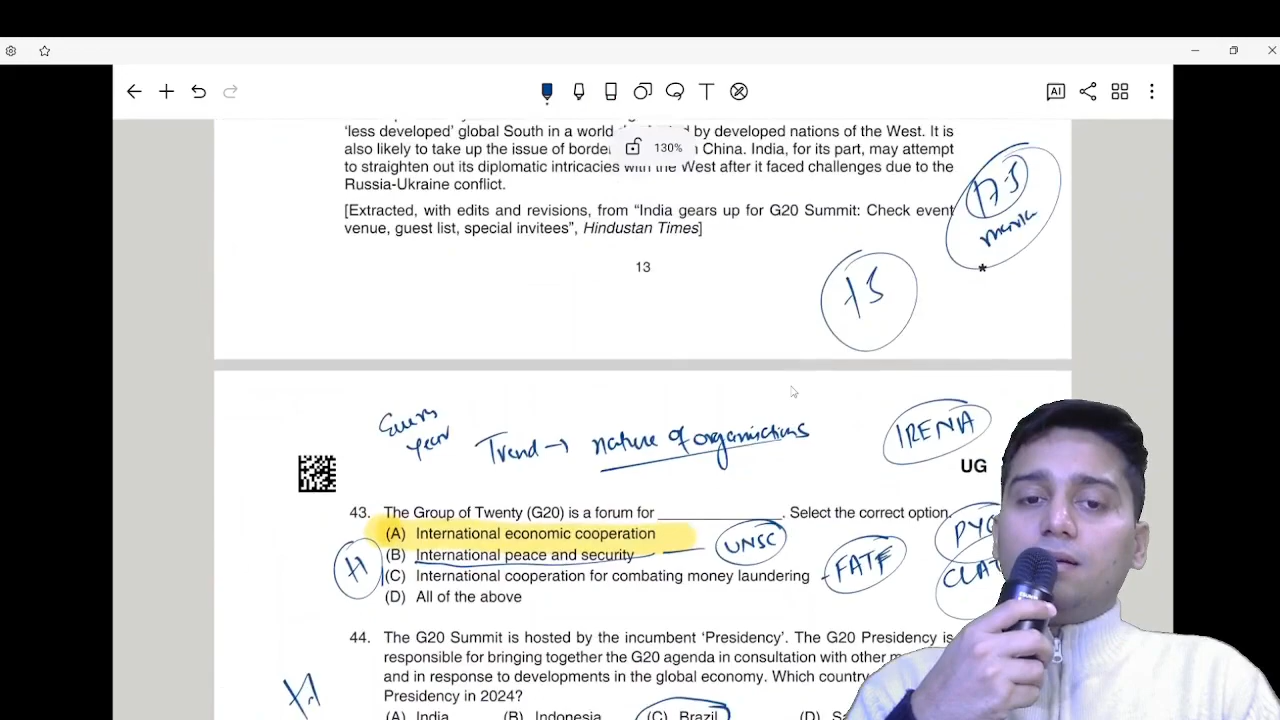 AI
'less developed' global South in a world by developed nations of the West. It is
also likely to take up the issue of border China. India, for its part, may attempt
130%
to straighten out its diplomatic intricacies with the West after it faced challenges due to the
Russia-Ukraine conflict.
[Extracted, with edits and revisions, from "India gears up for G20 Summit: Check event
venue, guest list, special invitees", Hindustan Times]
13
*
Every
year
Trend → nature of organisations
IRENA
UG
43. The Group of Twenty (G20) is a forum for ______________. Select the correct option.
(A) International economic cooperation
(B) International peace and security
UNSC
(C) International cooperation for combating money laundering
FATF
(D) All of the above
PYQ
CLAT
+1
44. The G20 Summit is hosted by the incumbent 'Presidency'. The G20 Presidency is
responsible for bringing together the G20 agenda in consultation with other
and in response to developments in the global economy. Which country
Presidency in 2024?
(A) India (B) Indonesia (C) Brazil (D)